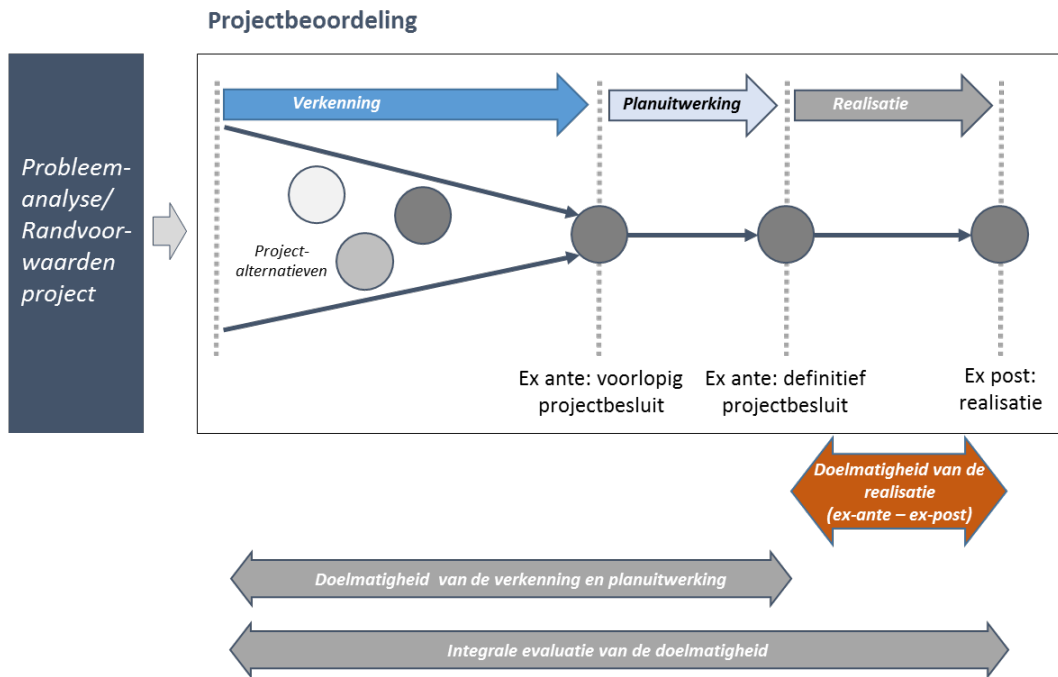 Projectbeoordeling
Probleem-
analyse/
Randvoor-
waarden
project
Verkenning
Planuitwerking
Realisatie
Project-
alternatieven
Ex ante: voorlopig
projectbesluit
Ex ante: definitief
projectbesluit
Ex post:
realisatie
Doelmatigheid van de
realisatie
(ex-ante – ex-post)
Doelmatigheid van de verkenning en planuitwerking
Integrale evaluatie van de doelmatigheid